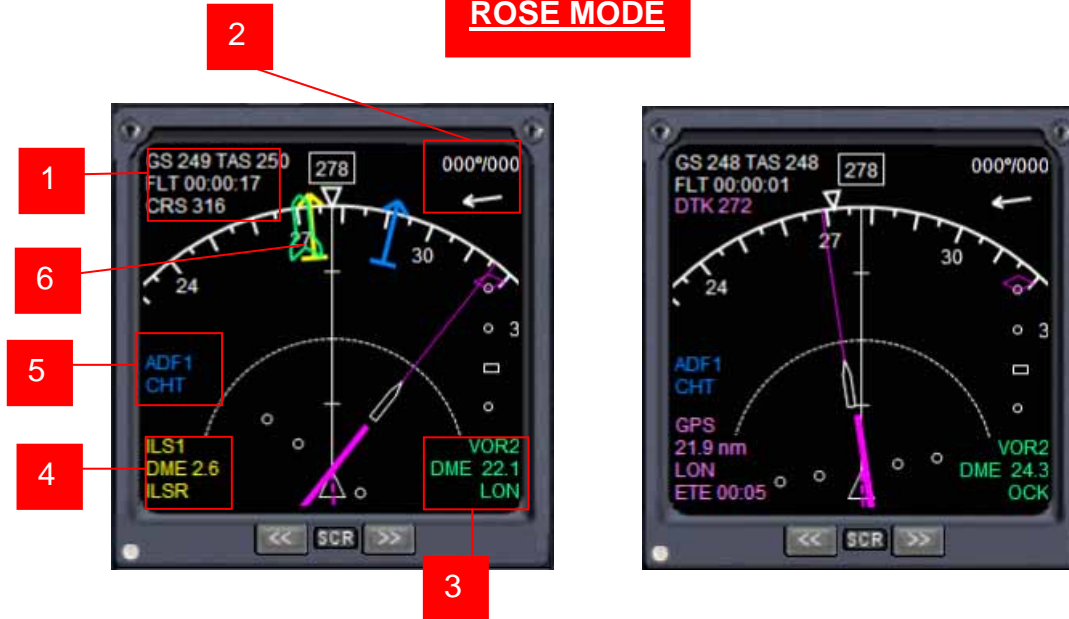 ROSE MODE
2
1
6
5
4
3
GS 249 TAS 250
FLT 00:00:17
CRS 316
278
000°/000
24
27
30
3
ADF1
CHT
ILS1
DME 2.6
ILSR
VOR2
DME 22.1
LON
<< SCR >>
GS 248 TAS 248
FLT 00:00:01
DTK 272
278
000°/000
24
27
30
3
ADF1
CHT
GPS
21.9 nm
LON
ETE 00:05
VOR2
DME 24.3
OCK
<< SCR >>